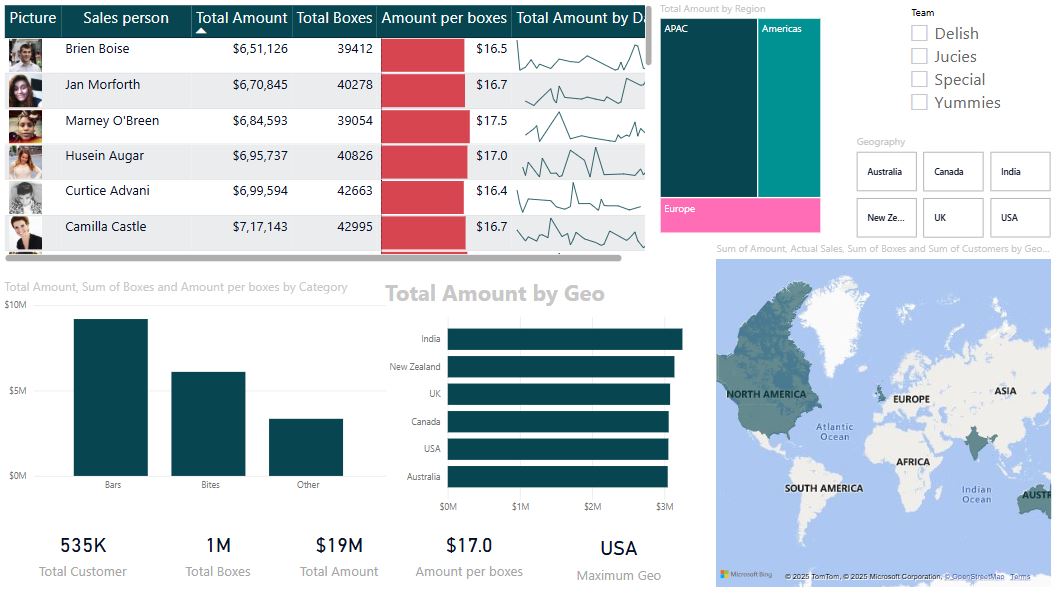 Picture Sales person Total Amount Total Boxes Amount per boxes Total Amount by Da
Brien Boise $6,51,126 39412 $16.5
Jan Morforth $6,70,845 40278 $16.7
Marney O'Breen $6,84,593 39054 $17.5
Husein Augar $6,95,737 40826 $17.0
Curtice Advani $6,99,594 42663 $16.4
Camilla Castle $7,17,143 42995 $16.7
Total Amount by Region
APAC
Americas
Europe
Team
Delish
Jucies
Special
Yummies
Geography
Australia Canada India
New Ze... UK USA
Total Amount, Sum of Boxes and Amount per boxes by Category
$10M
$5M
$0M
Bars Bites Other
Total Amount by Geo
India
New Zealand
UK
Canada
USA
Australia
$0M $1M $2M $3M
Sum of Amount, Actual Sales, Sum of Boxes and Sum of Customers by Geo...
NORTH AMERICA
EUROPE
ASIA
Atlantic
Ocean
AFRICA
SOUTH AMERICA
Indian
Ocean
AUSTR
Microsoft Bing
© 2025 TomTom, © 2025 Microsoft Corporation, © OpenStreetMap Terms
535K 1M $19M $17.0 USA
Total Customer Total Boxes Total Amount Amount per boxes Maximum Geo